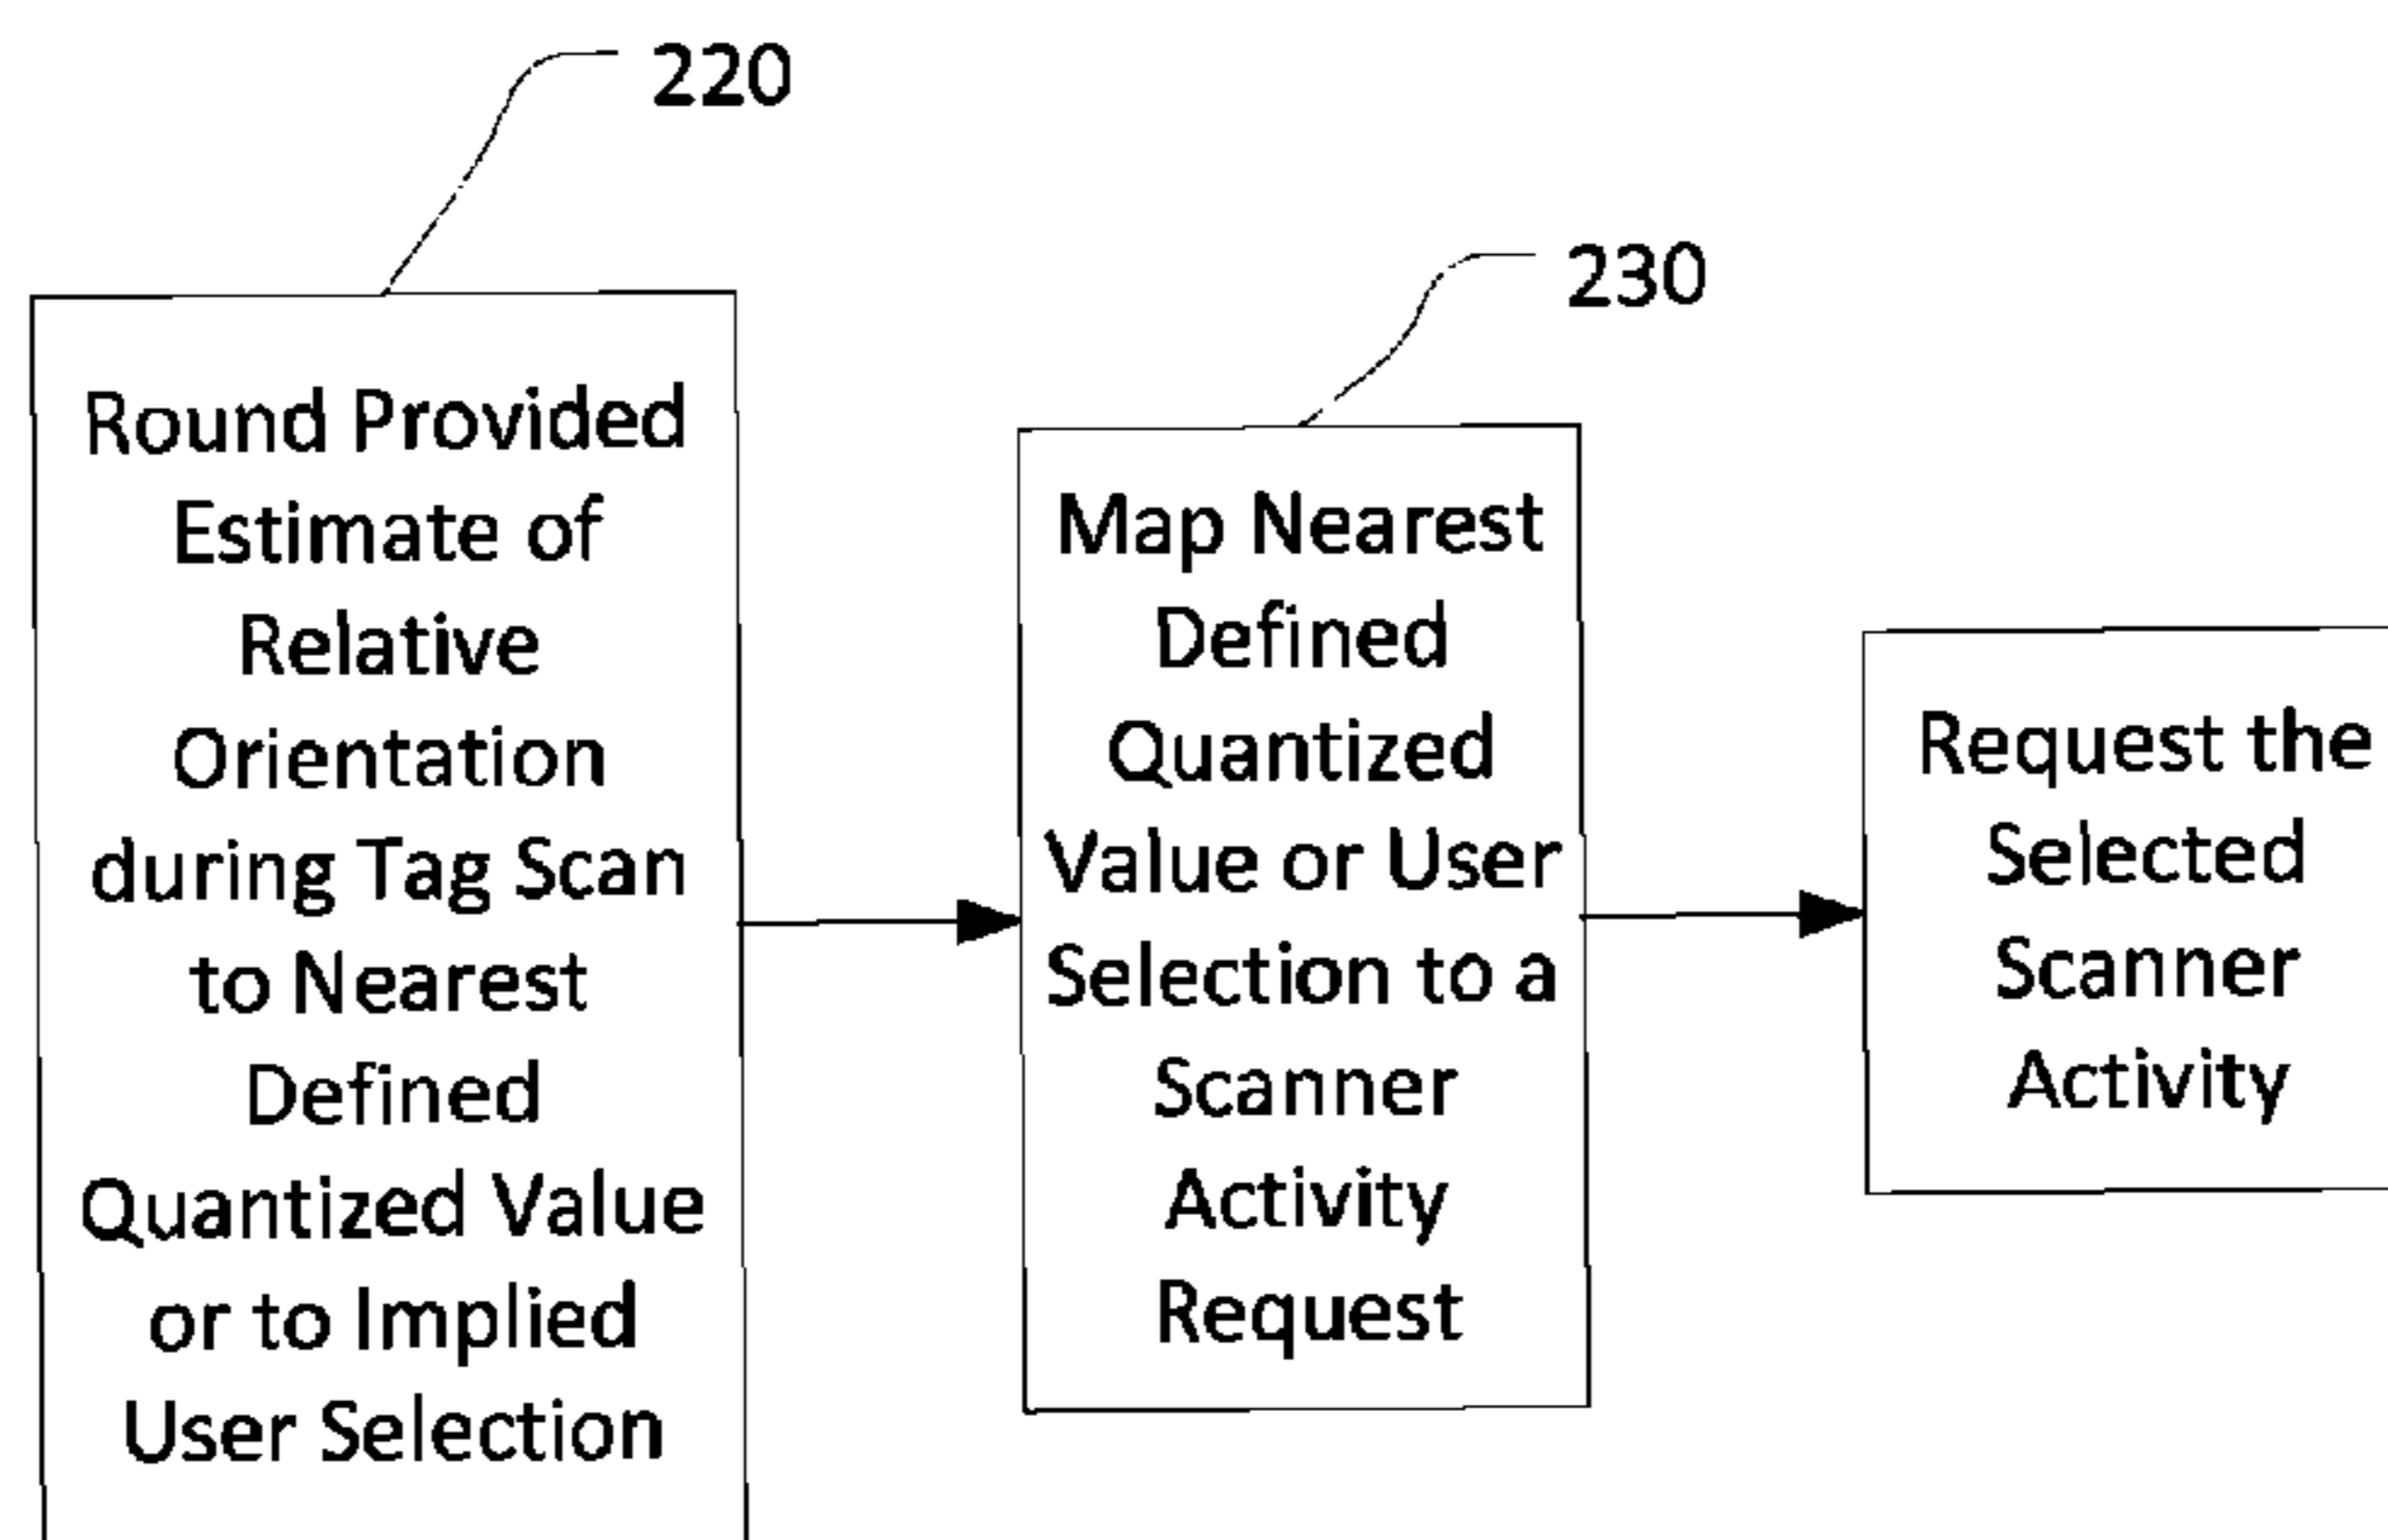 220
Round Provided
Estimate of
Relative
Orientation
during Tag Scan
to Nearest
Defined
Quantized Value
or to Implied
User Selection
230
Map Nearest
Defined
Quantized
Value or User
Selection to a
Scanner
Activity
Request
Request the
Selected
Scanner
Activity